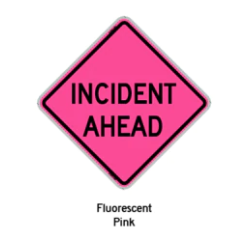 INCIDENT
AHEAD
Fluorescent
Pink